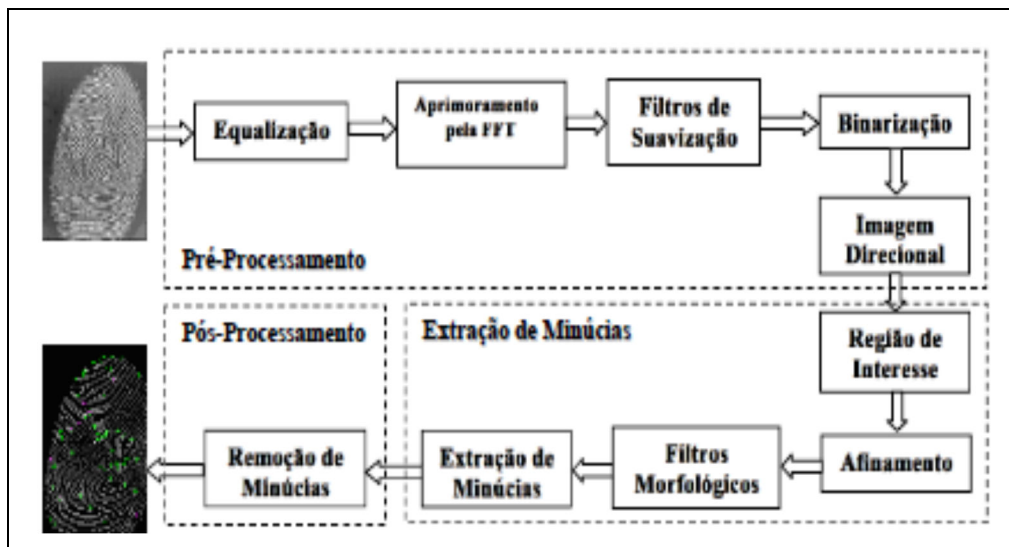 Equalização
Aprimoramento
pela FFT
Filtros de
Suavização
Binarização
Imagem
Direcional
Pré-Processamento
Pós-Processamento
Extração de Minúcias
Região de
Interesse
Afinamento
Filtros
Morfológicos
Extração de
Minúcias
Remoção de
Minúcias